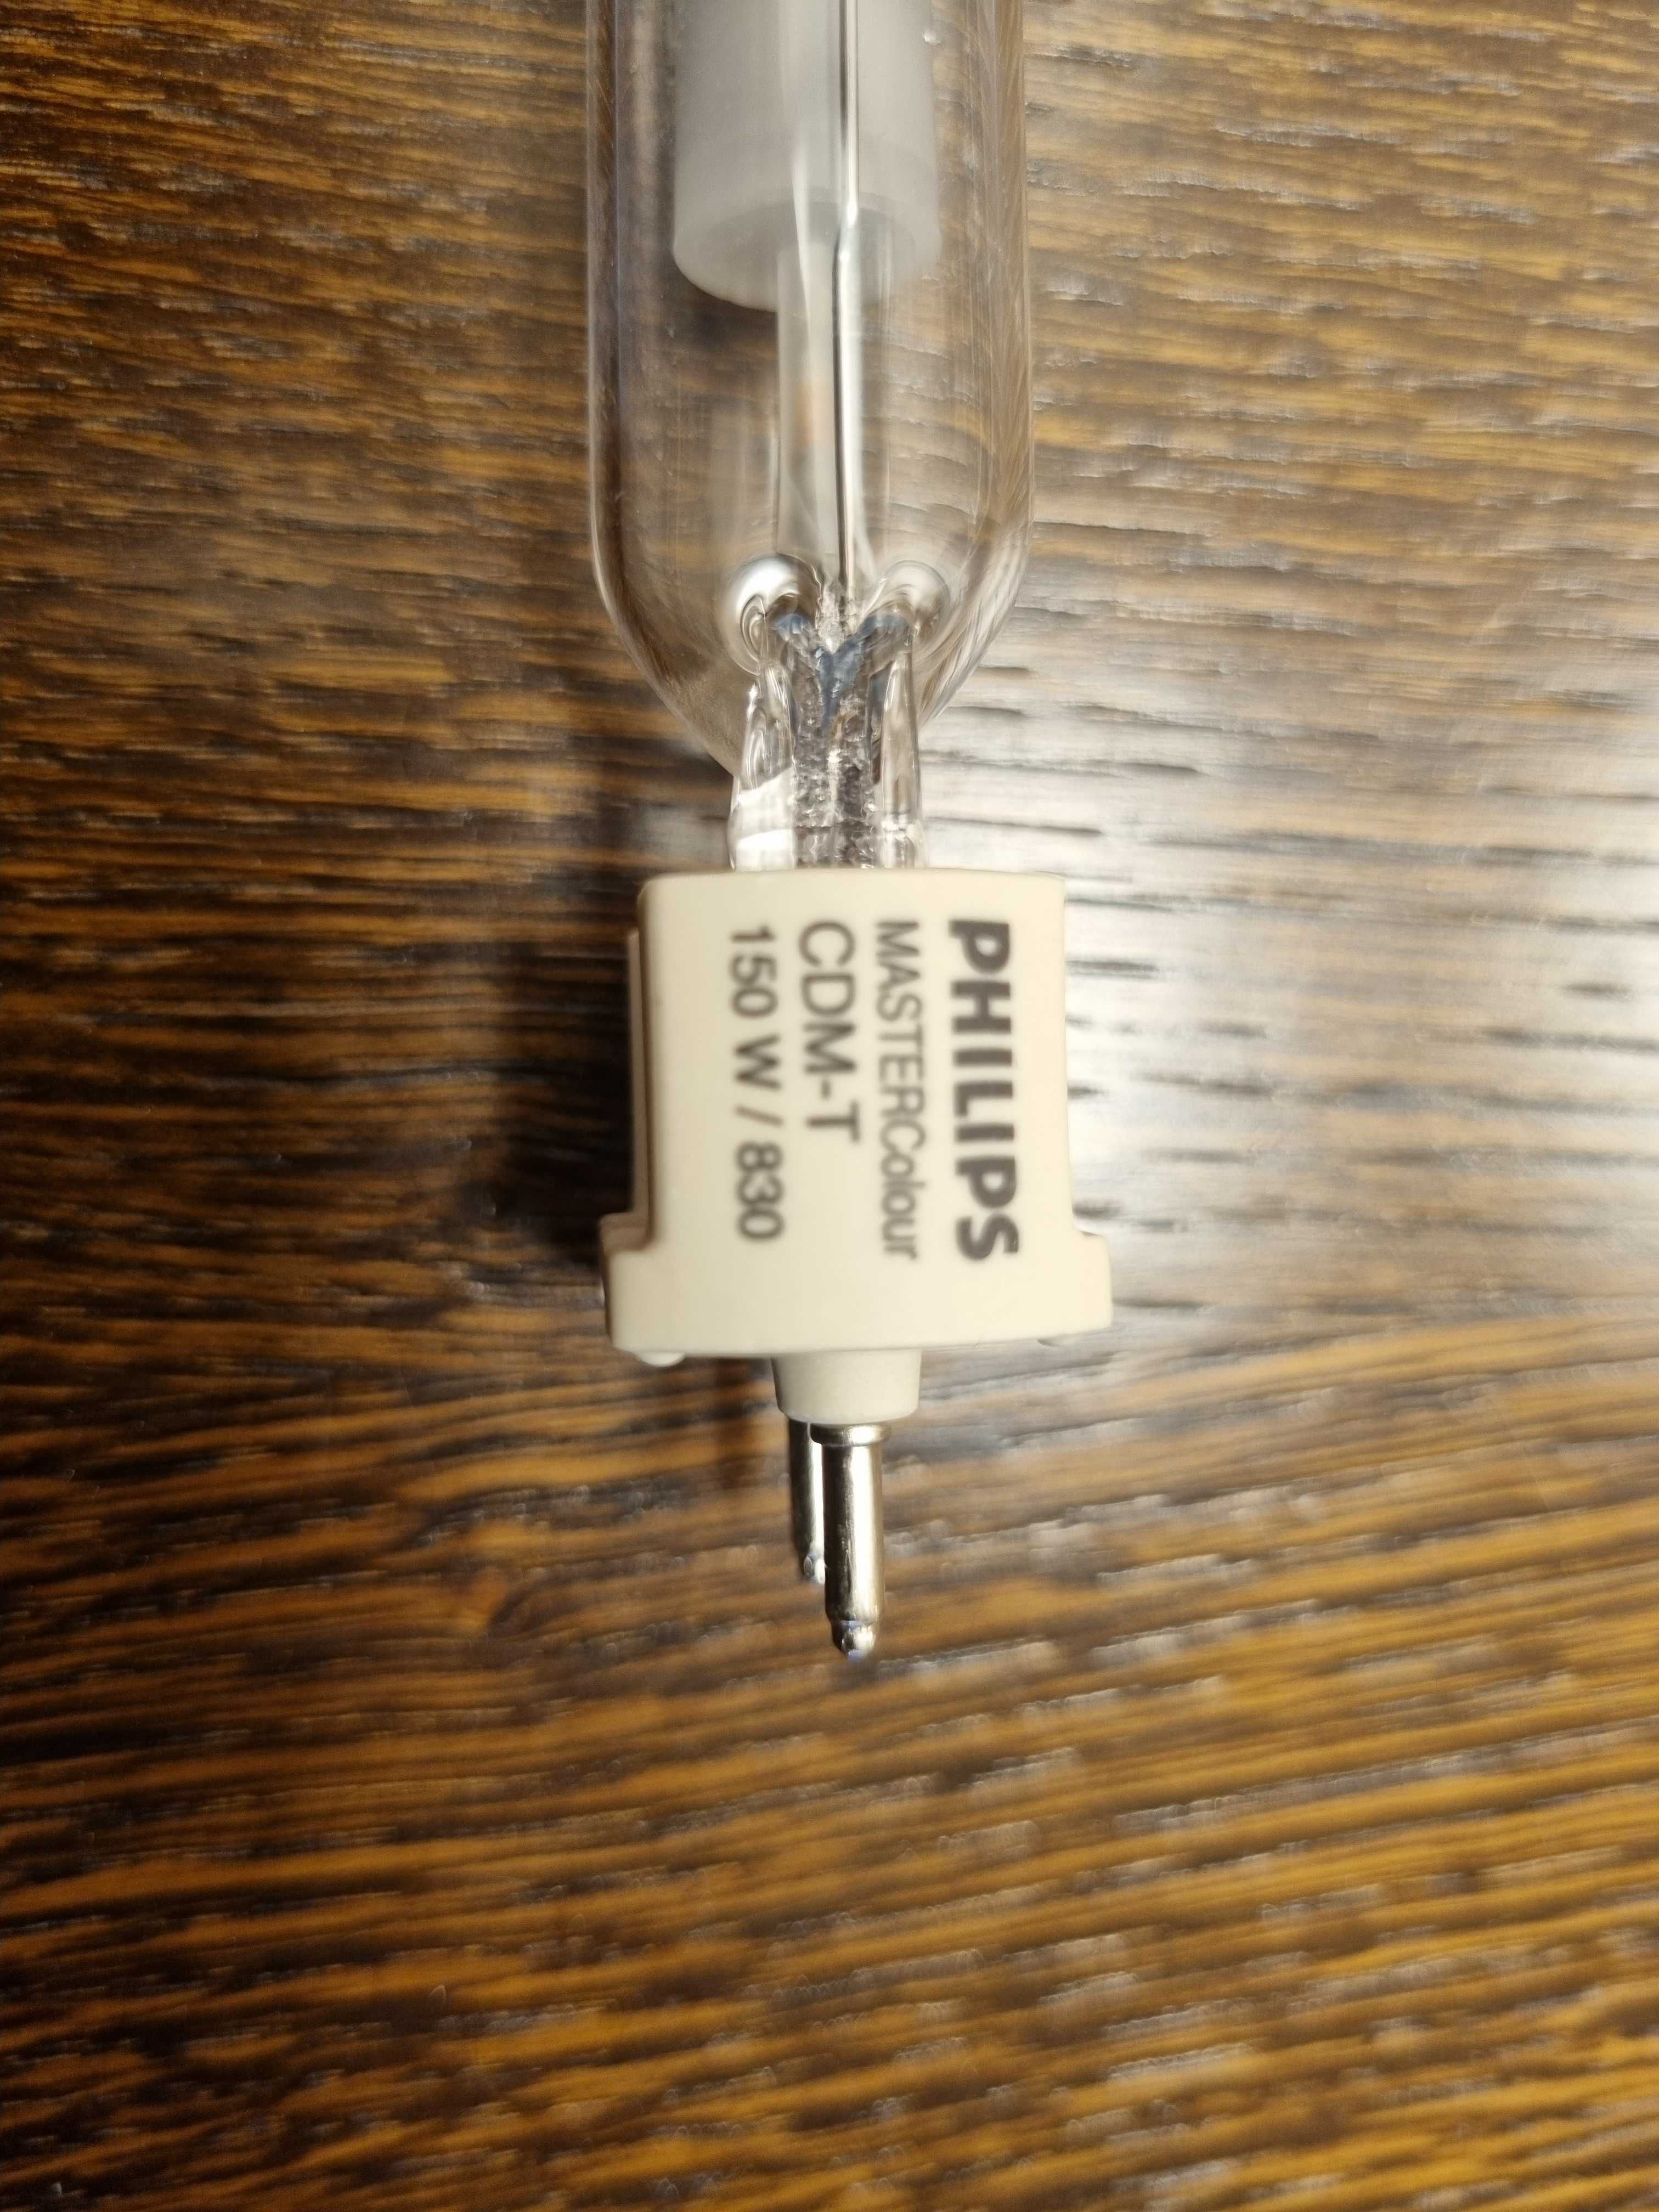 PHILIPS
MASTERColour
CDM-T
150 W / 830